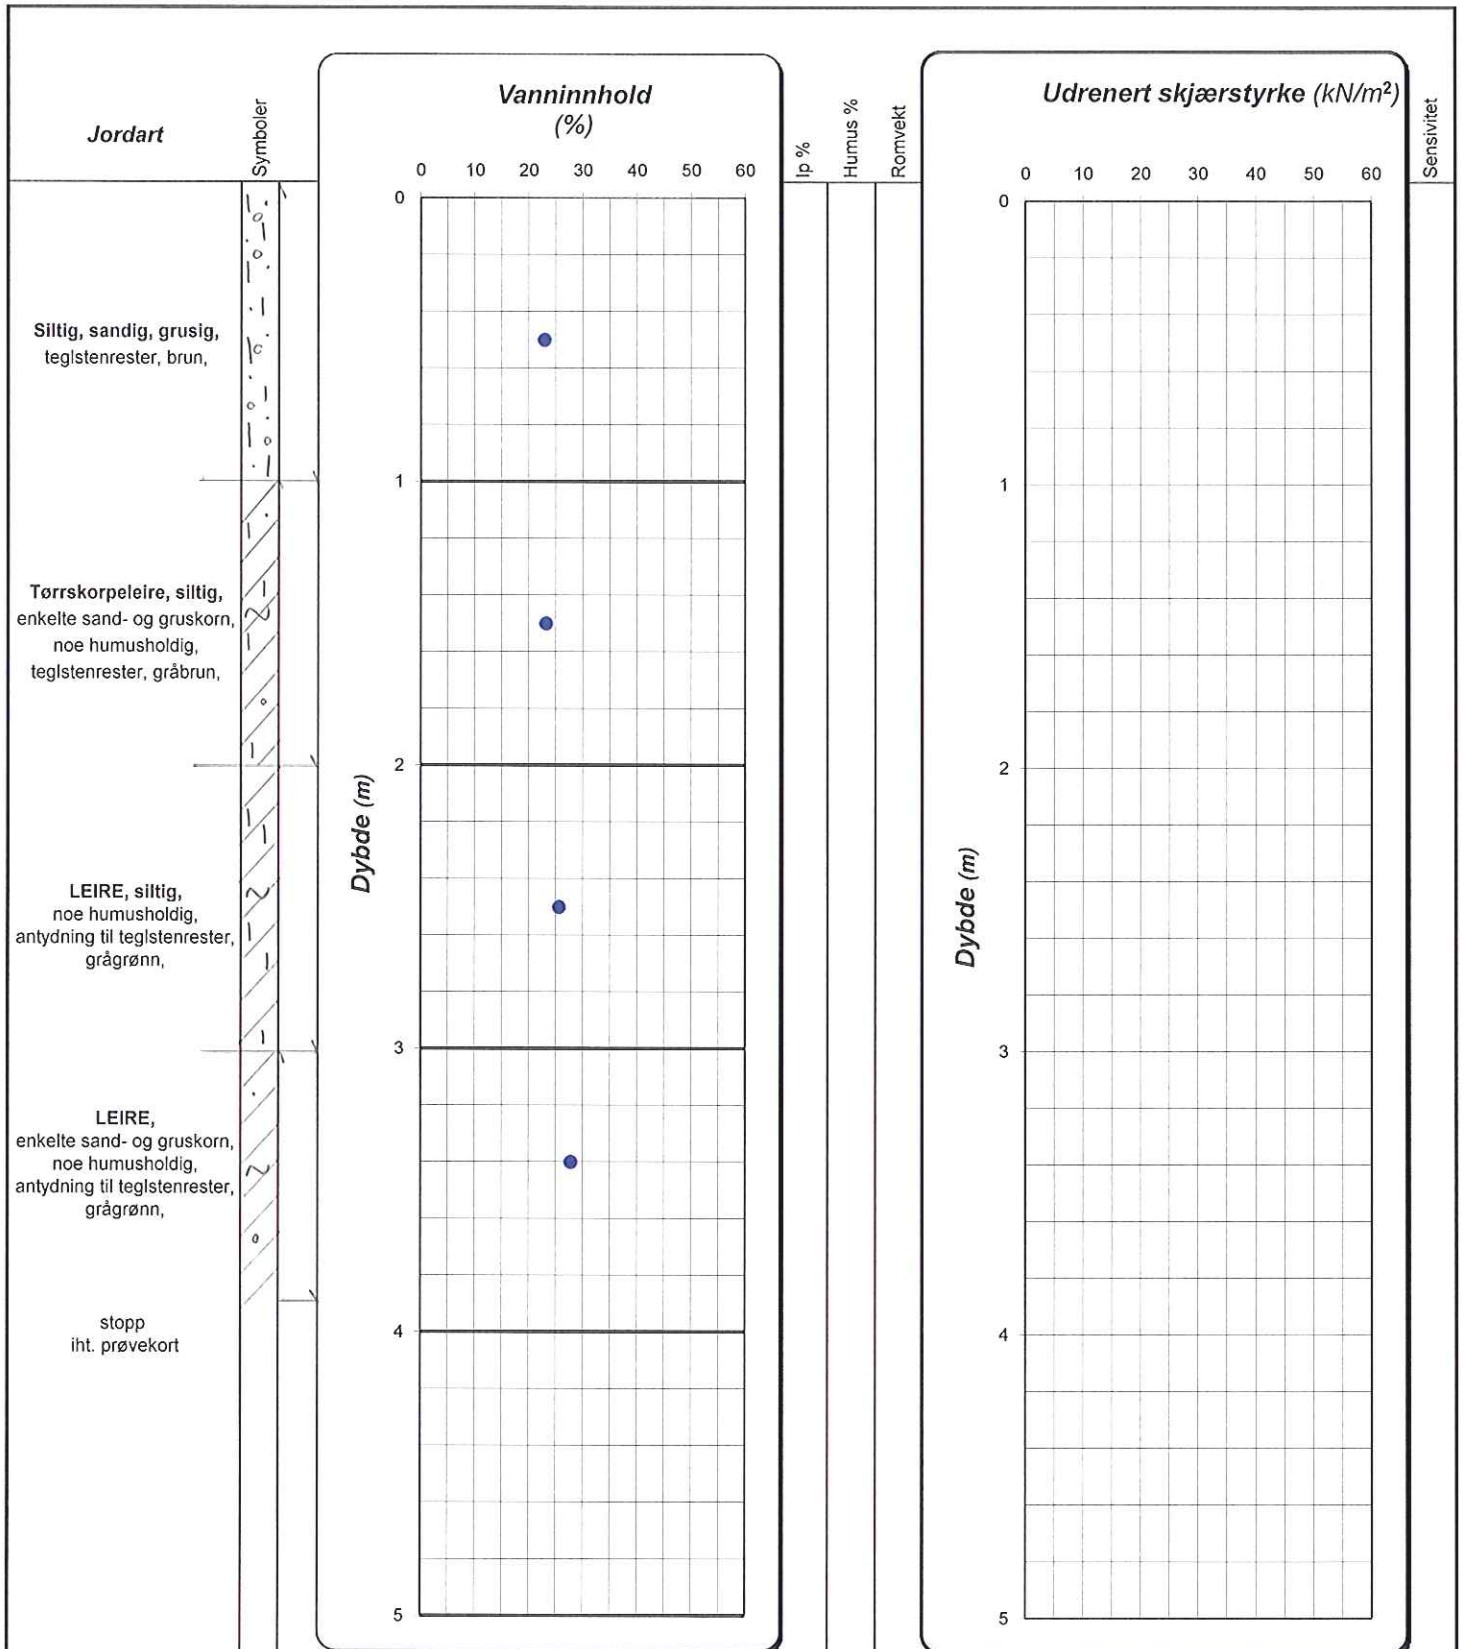 Jordart
Symboler
Vanninnhold
(%)
0 10 20 30 40 50 60
Ip %
Humus %
Romvekt
Udrenert skjærstyrke (kN/m²)
0 10 20 30 40 50 60
Sensivitet
Siltig, sandig, grusig,
teglstenrester, brun,
Tørrskorpeleire, siltig,
enkelte sand- og gruskorn,
noe humusholdig,
teglstenrester, gråbrun,
LEIRE, siltig,
noe humusholdig,
antydning til teglstenrester,
grågrønn,
LEIRE,
enkelte sand- og gruskorn,
noe humusholdig,
antydning til teglstenrester,
grågrønn,
stopp
iht. prøvekort
Dybde (m)
0
1
2
3
4
5
Dybde (m)
0
1
2
3
4
5